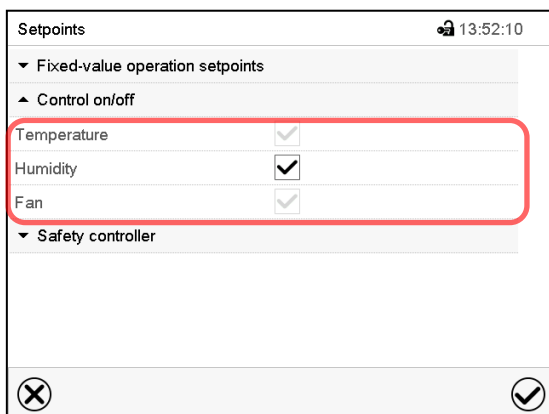 Setpoints 13:52:10
Fixed-value operation setpoints
Control on/off
Temperature
Humidity
Fan
Safety controller